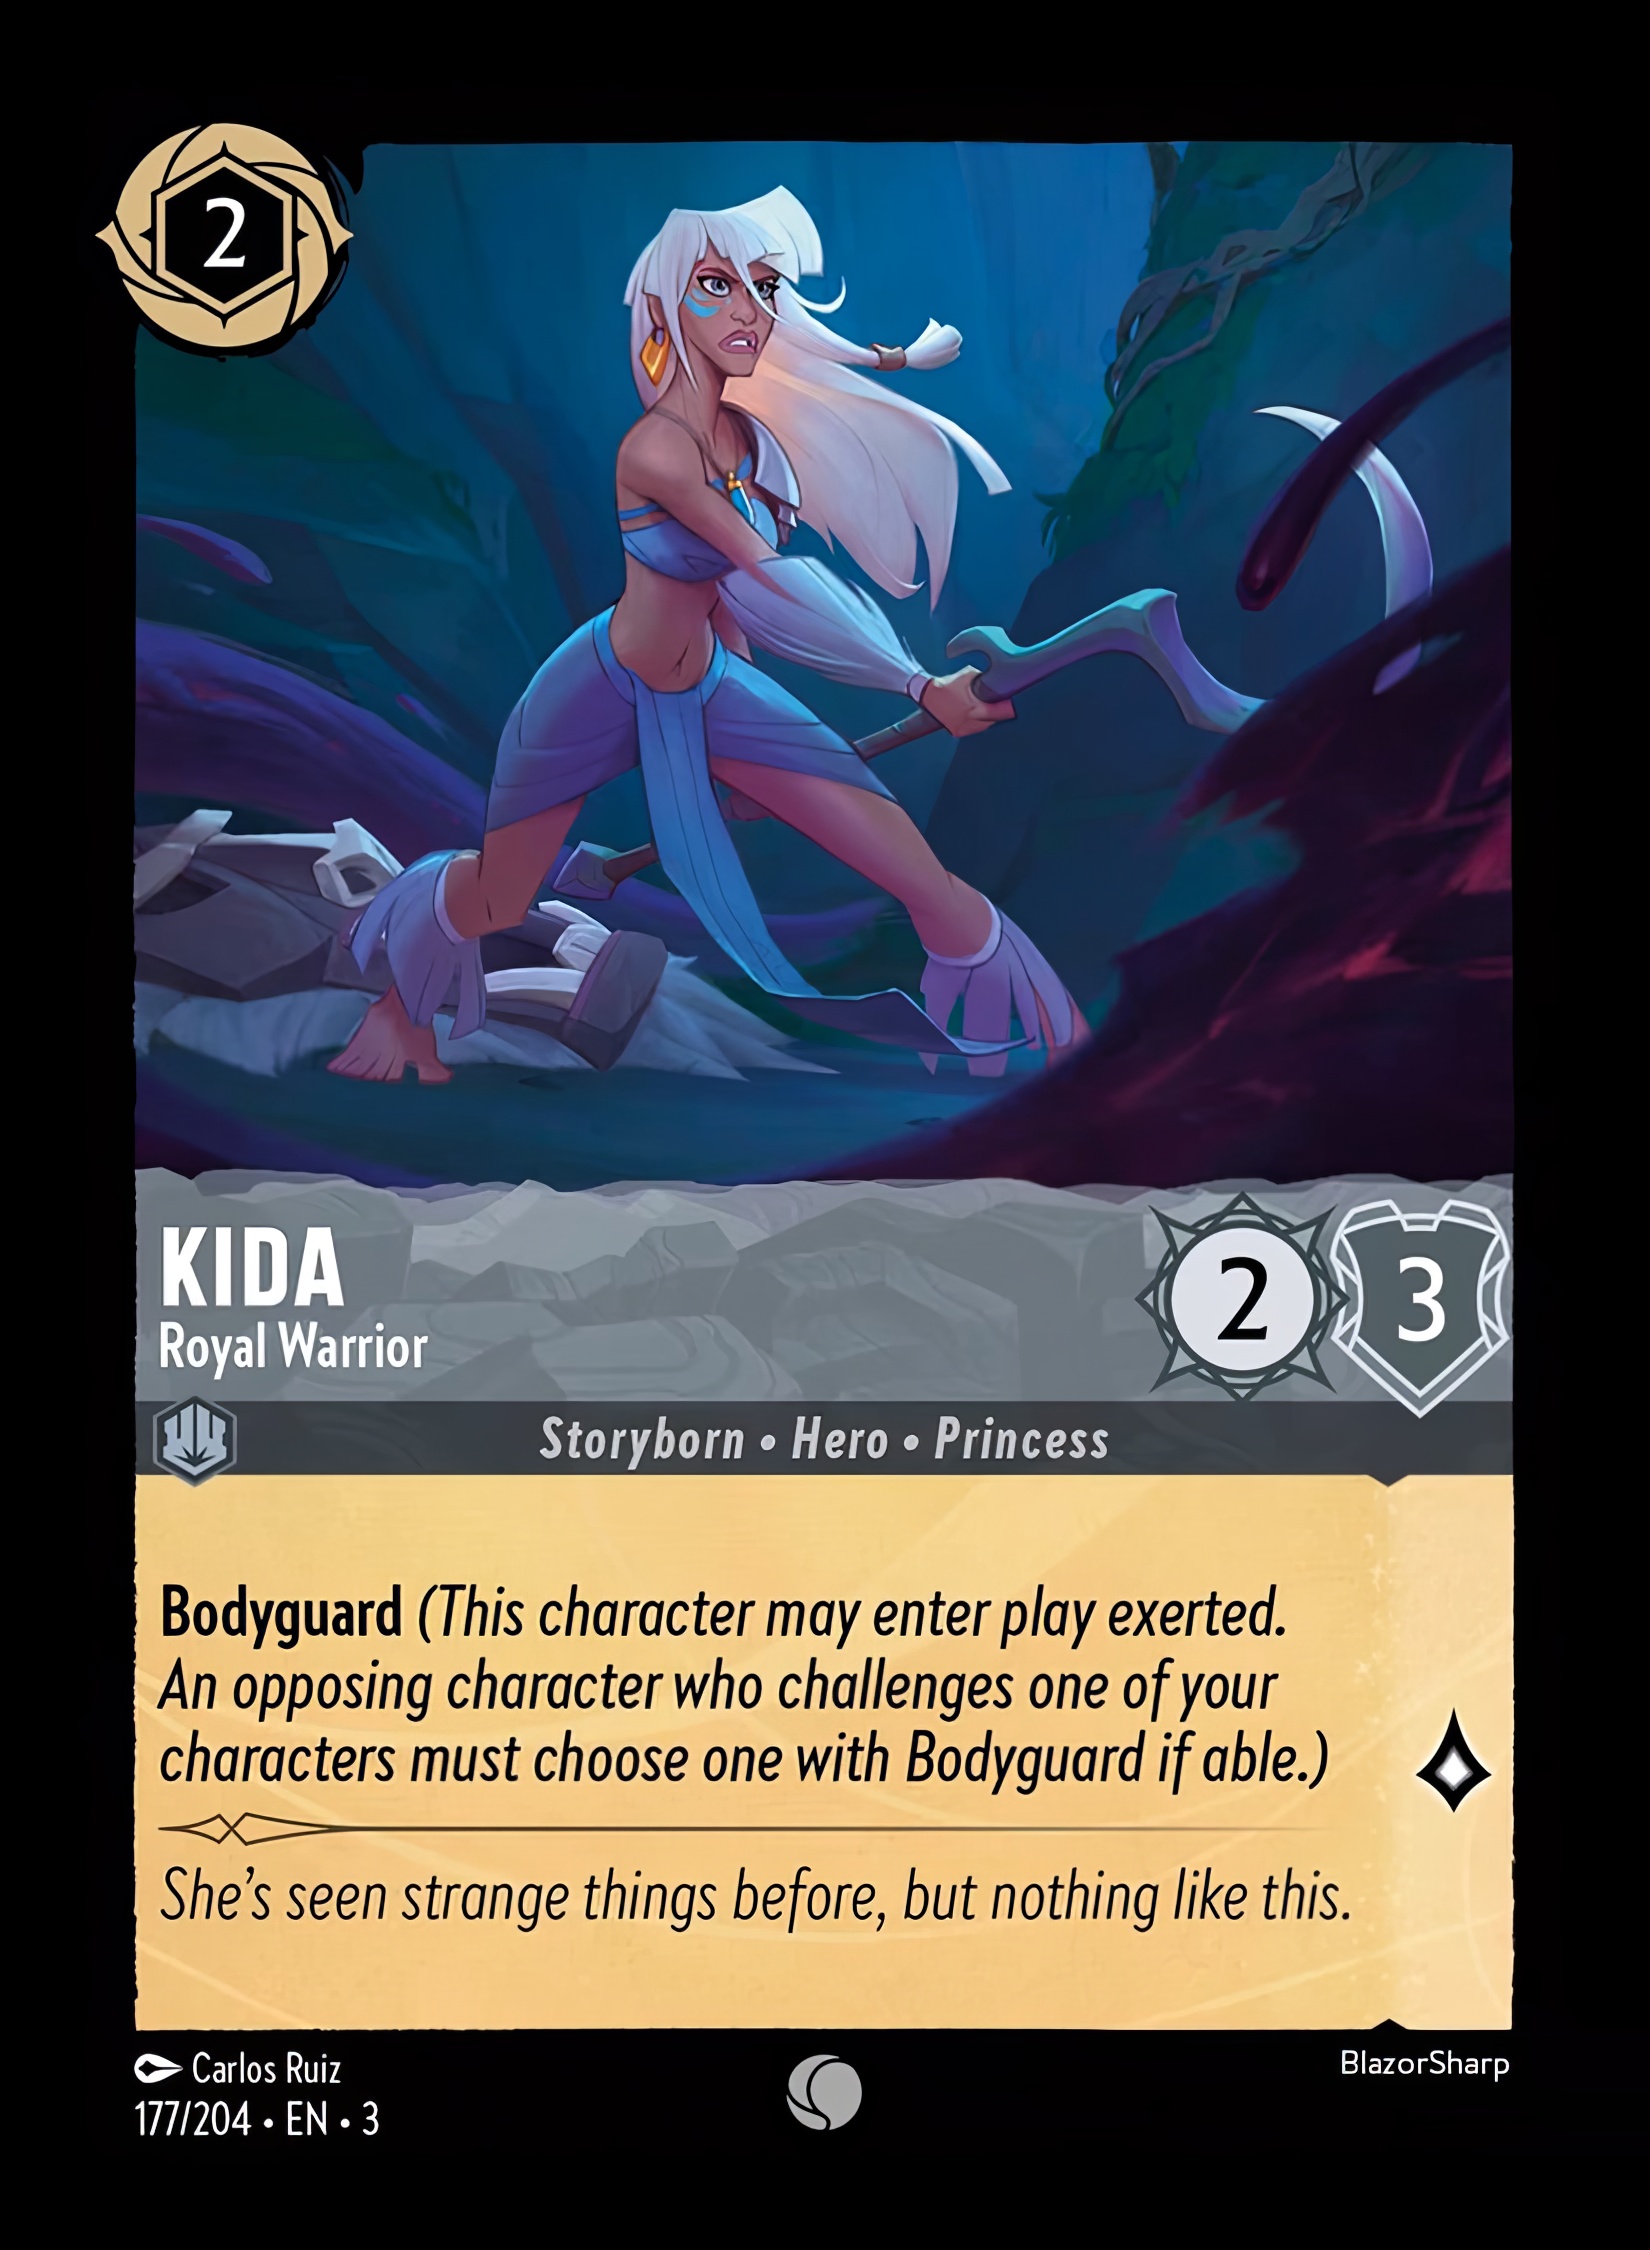 2
KIDA
Royal Warrior
2
3
Storyborn • Hero • Princess
Bodyguard (This character may enter play exerted.
An opposing character who challenges one of your
characters must choose one with Bodyguard if able.)
She’s seen strange things before, but nothing like this.
Carlos Ruiz
177/204 • EN • 3
BlazorSharp